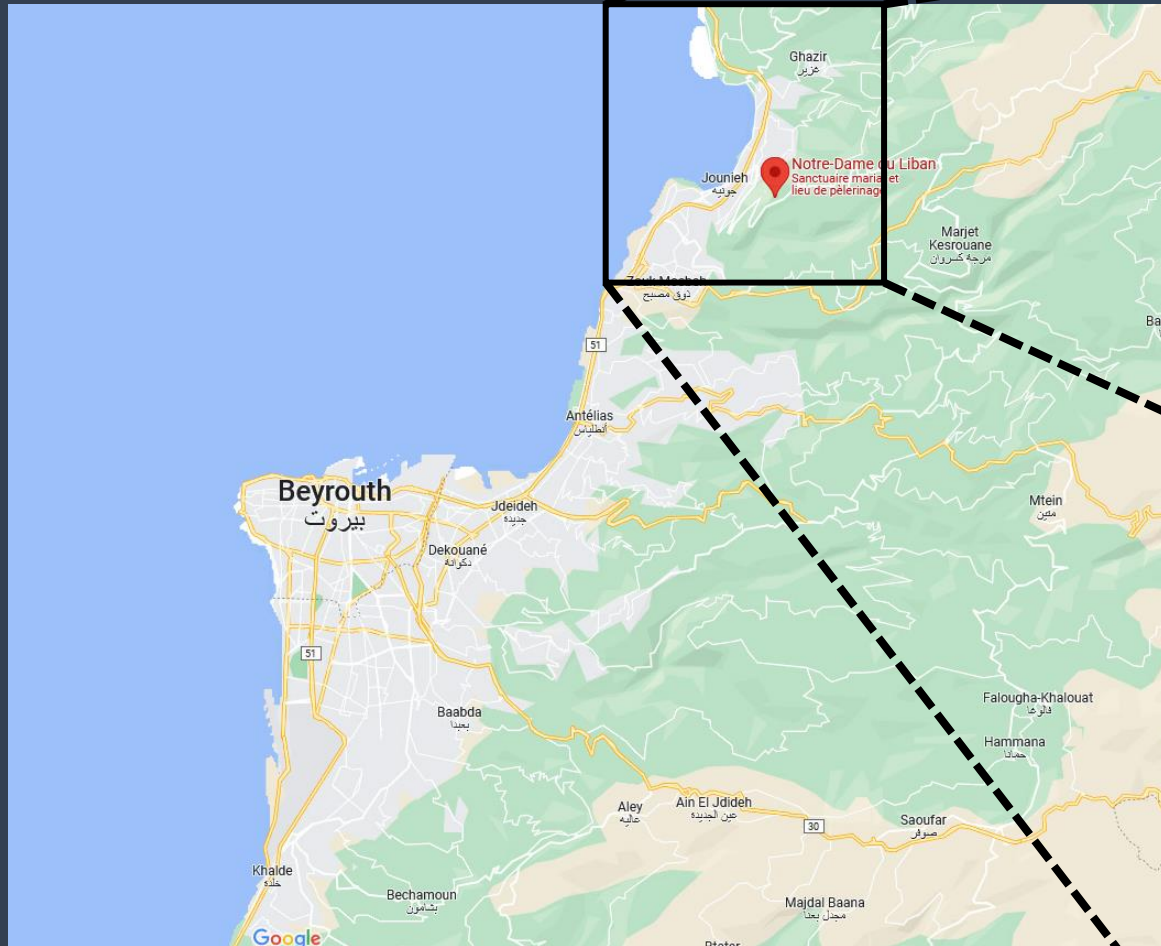 Ghazir
غزير
Notre-Dame du Liban
Sanctuaire marial et
lieu de pèlerinage
Jounieh
جونيه
Marjet
Kesrouane
مرجة كسروان
Zouk Mosbeh
ذوق مصبح
Ba
51
Antélias
أنطلياس
Beyrouth
بيروت
Jdeideh
جديدة
Mtein
متين
Dekouané
دكوانة
51
Baabda
بعبدا
Falougha-Khalouat
فالوغا
Hammana
حمانا
Aley
عاليه
Ain El Jdideh
عين الجديدة
30
Saoufar
صوفر
Khalde
خلدة
Bechamoun
بشامون
Majdal Baana
مجدل بعنا
Google
Btater